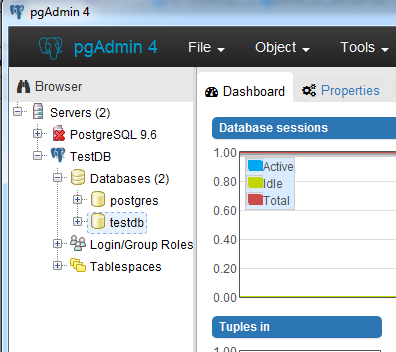 pgAdmin 4
pgAdmin 4 File Object Tools
Browser
Servers (2)
PostgreSQL 9.6
TestDB
Databases (2)
postgres
testdb
Login/Group Roles
Tablespaces
Dashboard Properties
Database sessions
1.00
Active
Idle
Total
0.80
0.60
0.40
0.20
0.00
Tuples in
1.00